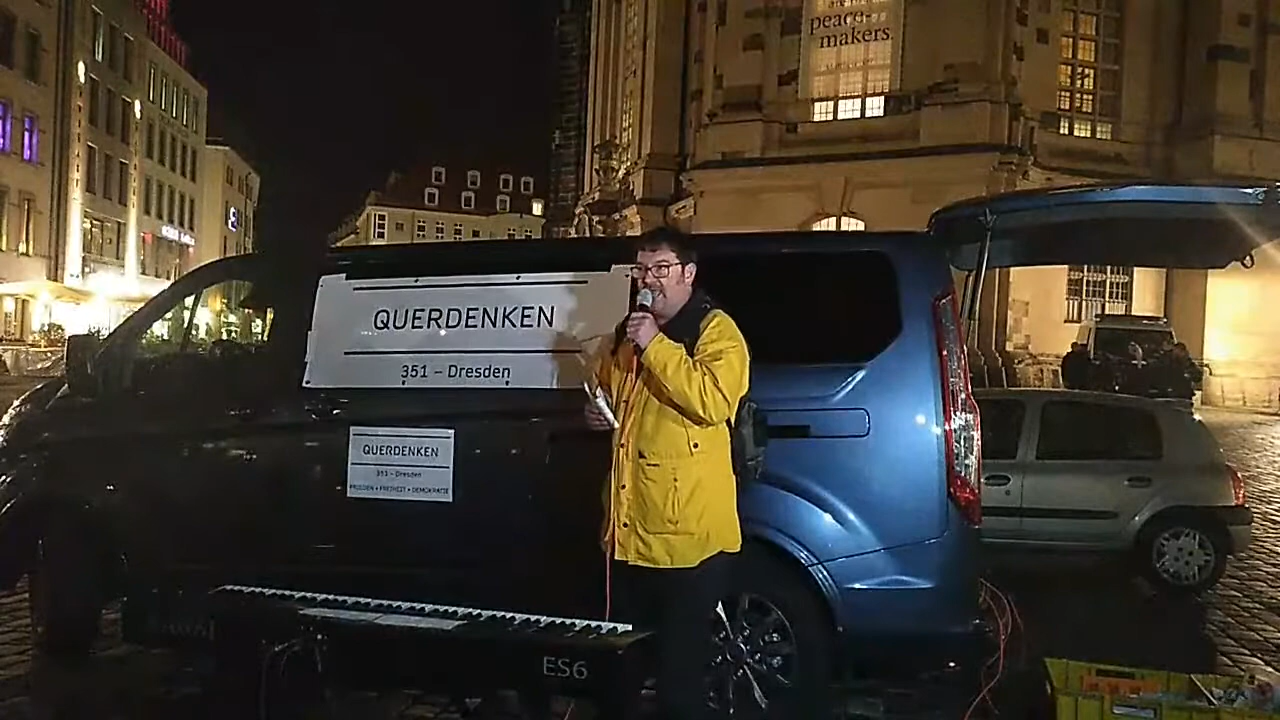 peace-
makers.
QUERDENKEN
351 – Dresden
QUERDENKEN
351 – Dresden
FRIEDEN • FREIHEIT • DEMOKRATIE
ES6